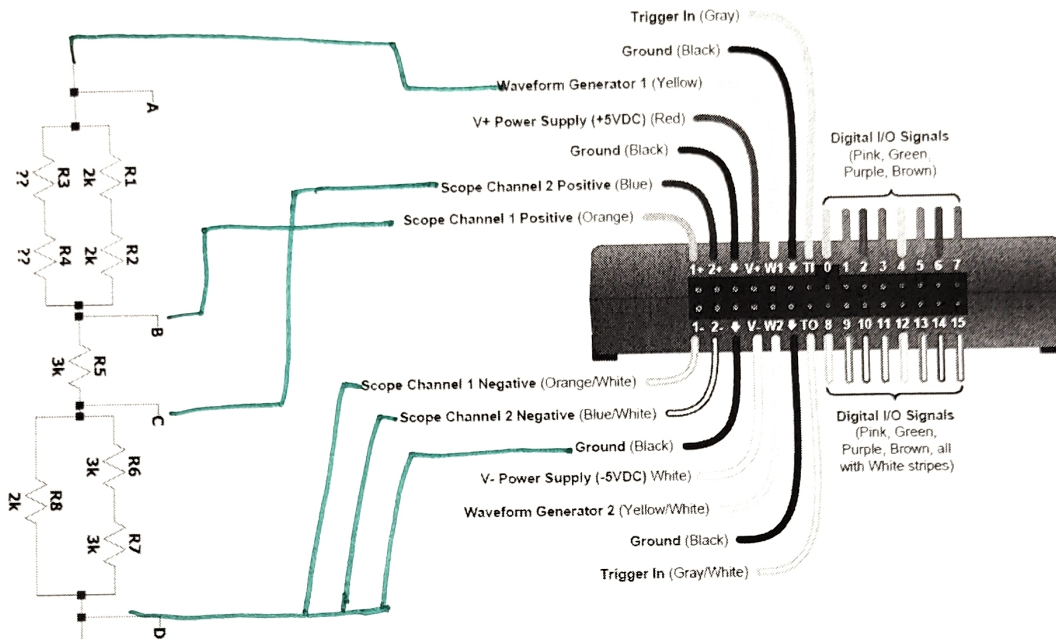 Trigger In (Gray)
Ground (Black)
Waveform Generator 1 (Yellow)
V+ Power Supply (+5VDC) (Red)
Ground (Black)
Scope Channel 2 Positive (Blue)
Scope Channel 1 Positive (Orange)
Digital I/O Signals
(Pink, Green,
Purple, Brown)
1+ 2+ V+ W1 TI 0 1 2 3 4 5 6 7
1- 2- V- W2 TO 8 9 10 11 12 13 14 15
Scope Channel 1 Negative (Orange/White)
Scope Channel 2 Negative (Blue/White)
Ground (Black)
V- Power Supply (-5VDC) White)
Waveform Generator 2 (Yellow/White)
Ground (Black)
Trigger In (Gray/White)
Digital I/O Signals
(Pink, Green,
Purple, Brown, all
with White stripes)
A
R3
??
R1
2k
R4
??
R2
2k
B
R5
3k
C
R8
2k
R6
3k
R7
3k
D